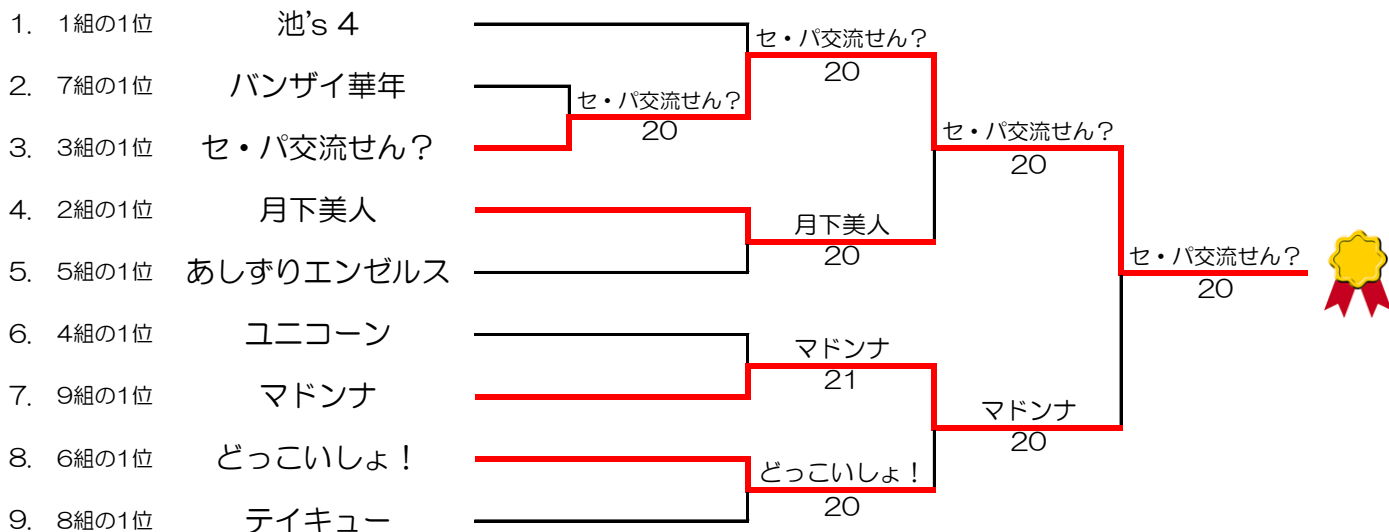 1. 1組の1位 池's 4
2. 7組の1位 バンザイ華年
3. 3組の1位 セ・パ交流せん？
4. 2組の1位 月下美人
5. 5組の1位 あしずりエンゼルス
6. 4組の1位 ユニコーン
7. 9組の1位 マドンナ
8. 6組の1位 どっこいしょ！
9. 8組の1位 テイキュー
セ・パ交流せん？
20
セ・パ交流せん？
20
月下美人
20
マドンナ
21
どっこいしょ！
20
セ・パ交流せん？
20
マドンナ
20
セ・パ交流せん？
20